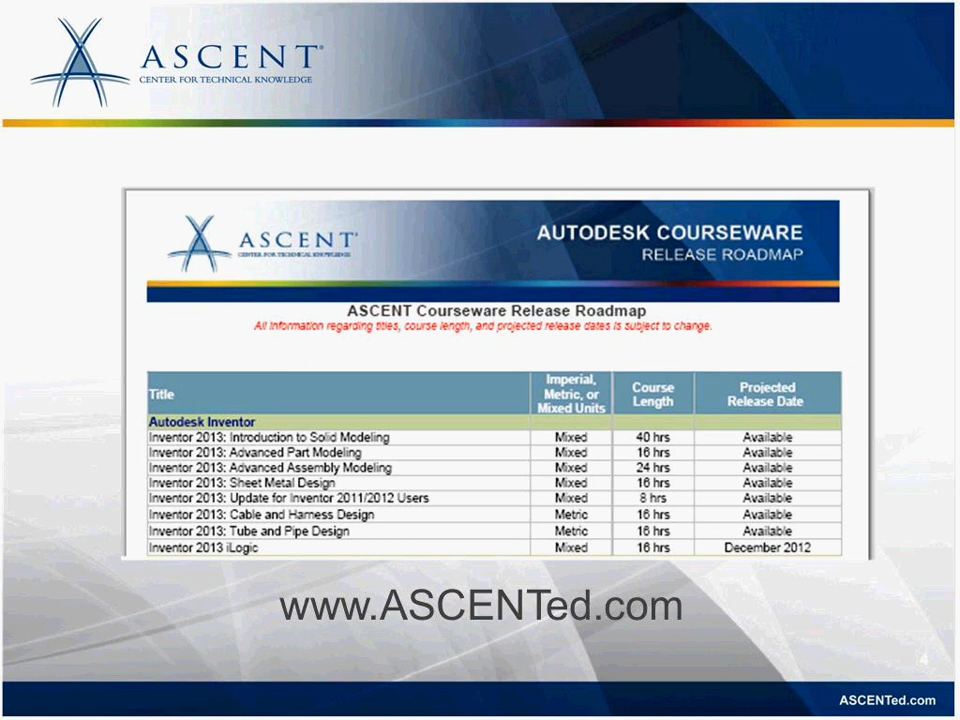 ASCENT®
CENTER FOR TECHNICAL KNOWLEDGE
ASCENT®
CENTER FOR TECHNICAL KNOWLEDGE
AUTODESK COURSEWARE
RELEASE ROADMAP
ASCENT Courseware Release Roadmap
All information regarding titles, course length, and projected release dates is subject to change.
Title Imperial, Metric, or Mixed Units Course Length Projected Release Date
Autodesk Inventor
Inventor 2013: Introduction to Solid Modeling Mixed 40 hrs Available
Inventor 2013: Advanced Part Modeling Mixed 16 hrs Available
Inventor 2013: Advanced Assembly Modeling Mixed 24 hrs Available
Inventor 2013: Sheet Metal Design Mixed 16 hrs Available
Inventor 2013: Update for Inventor 2011/2012 Users Mixed 8 hrs Available
Inventor 2013: Cable and Harness Design Metric 16 hrs Available
Inventor 2013: Tube and Pipe Design Metric 16 hrs Available
Inventor 2013 iLogic Mixed 16 hrs December 2012
www.ASCENTed.com
4
ASCENTed.com